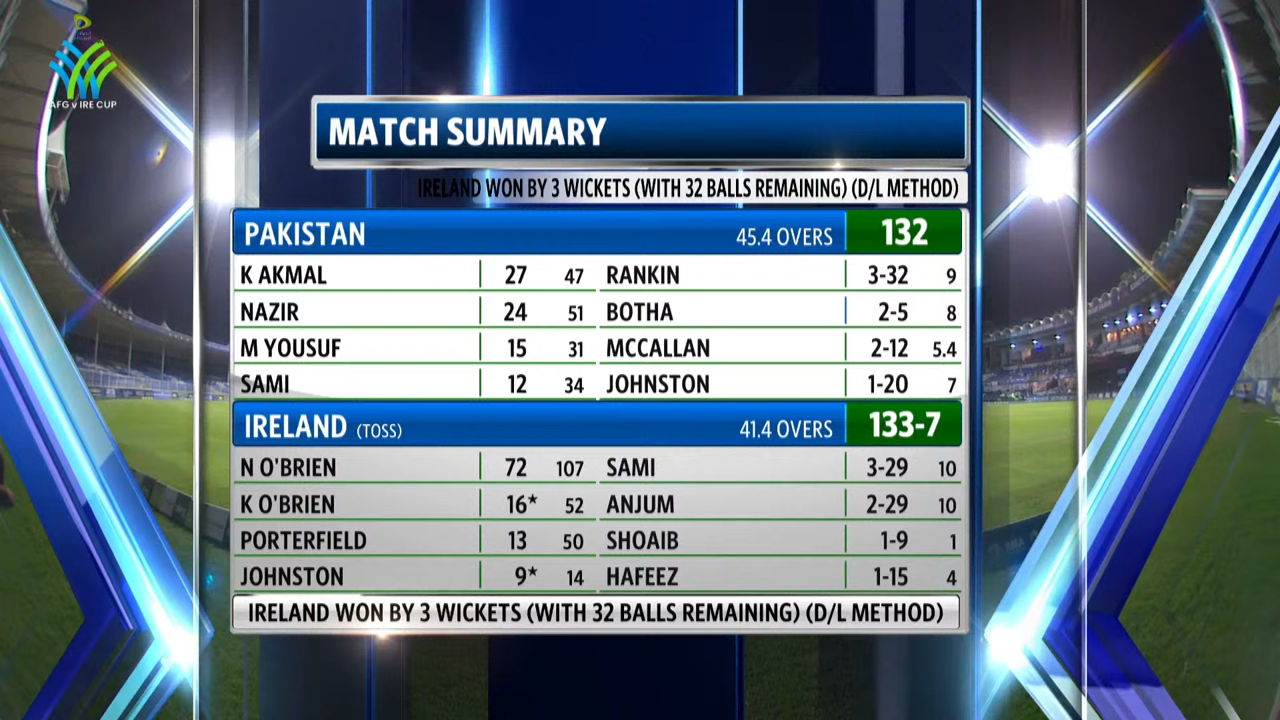 AFG v IRE CUP
MATCH SUMMARY
IRELAND WON BY 3 WICKETS (WITH 32 BALLS REMAINING) (D/L METHOD)
PAKISTAN 45.4 OVERS 132
K AKMAL 27 47 RANKIN 3-32 9
NAZIR 24 51 BOTHA 2-5 8
M YOUSUF 15 31 MCCALLAN 2-12 5.4
SAMI 12 34 JOHNSTON 1-20 7
IRELAND (TOSS) 41.4 OVERS 133-7
N O'BRIEN 72 107 SAMI 3-29 10
K O'BRIEN 16* 52 ANJUM 2-29 10
PORTERFIELD 13 50 SHOAIB 1-9 1
JOHNSTON 9* 14 HAFEEZ 1-15 4
IRELAND WON BY 3 WICKETS (WITH 32 BALLS REMAINING) (D/L METHOD)